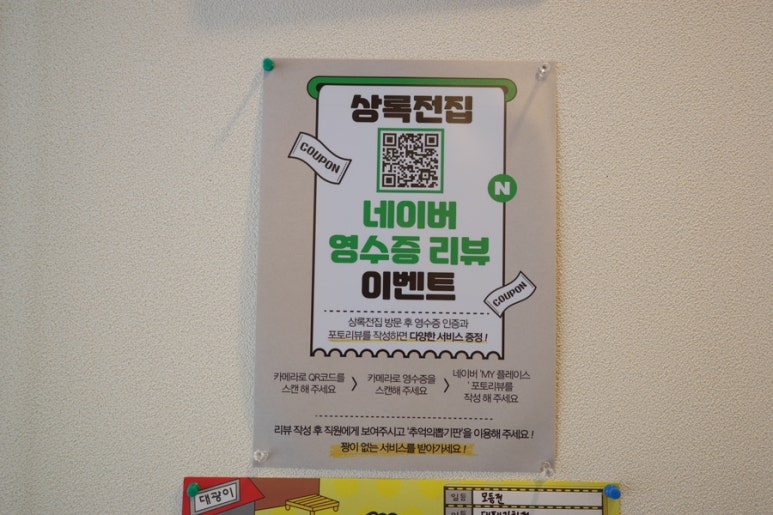 상록전집
COUPON
N
네이버
영수증 리뷰
이벤트
COUPON
상록전집 방문 후 영수증 인증과
포토리뷰를 작성하면 다양한 서비스 증정 !
카메라로 QR코드를
스캔 해 주세요
>
카메라로 영수증을
스캔해 주세요
>
네이버 'MY 플레이스
' 포토리뷰를
작성 해 주세요
리뷰 작성 후 직원에게 보여주시고 '추억의뽑기판'을 이용해 주세요 !
꽝이 없는 서비스를 받아가세요 !
대광이
일등
모듬전